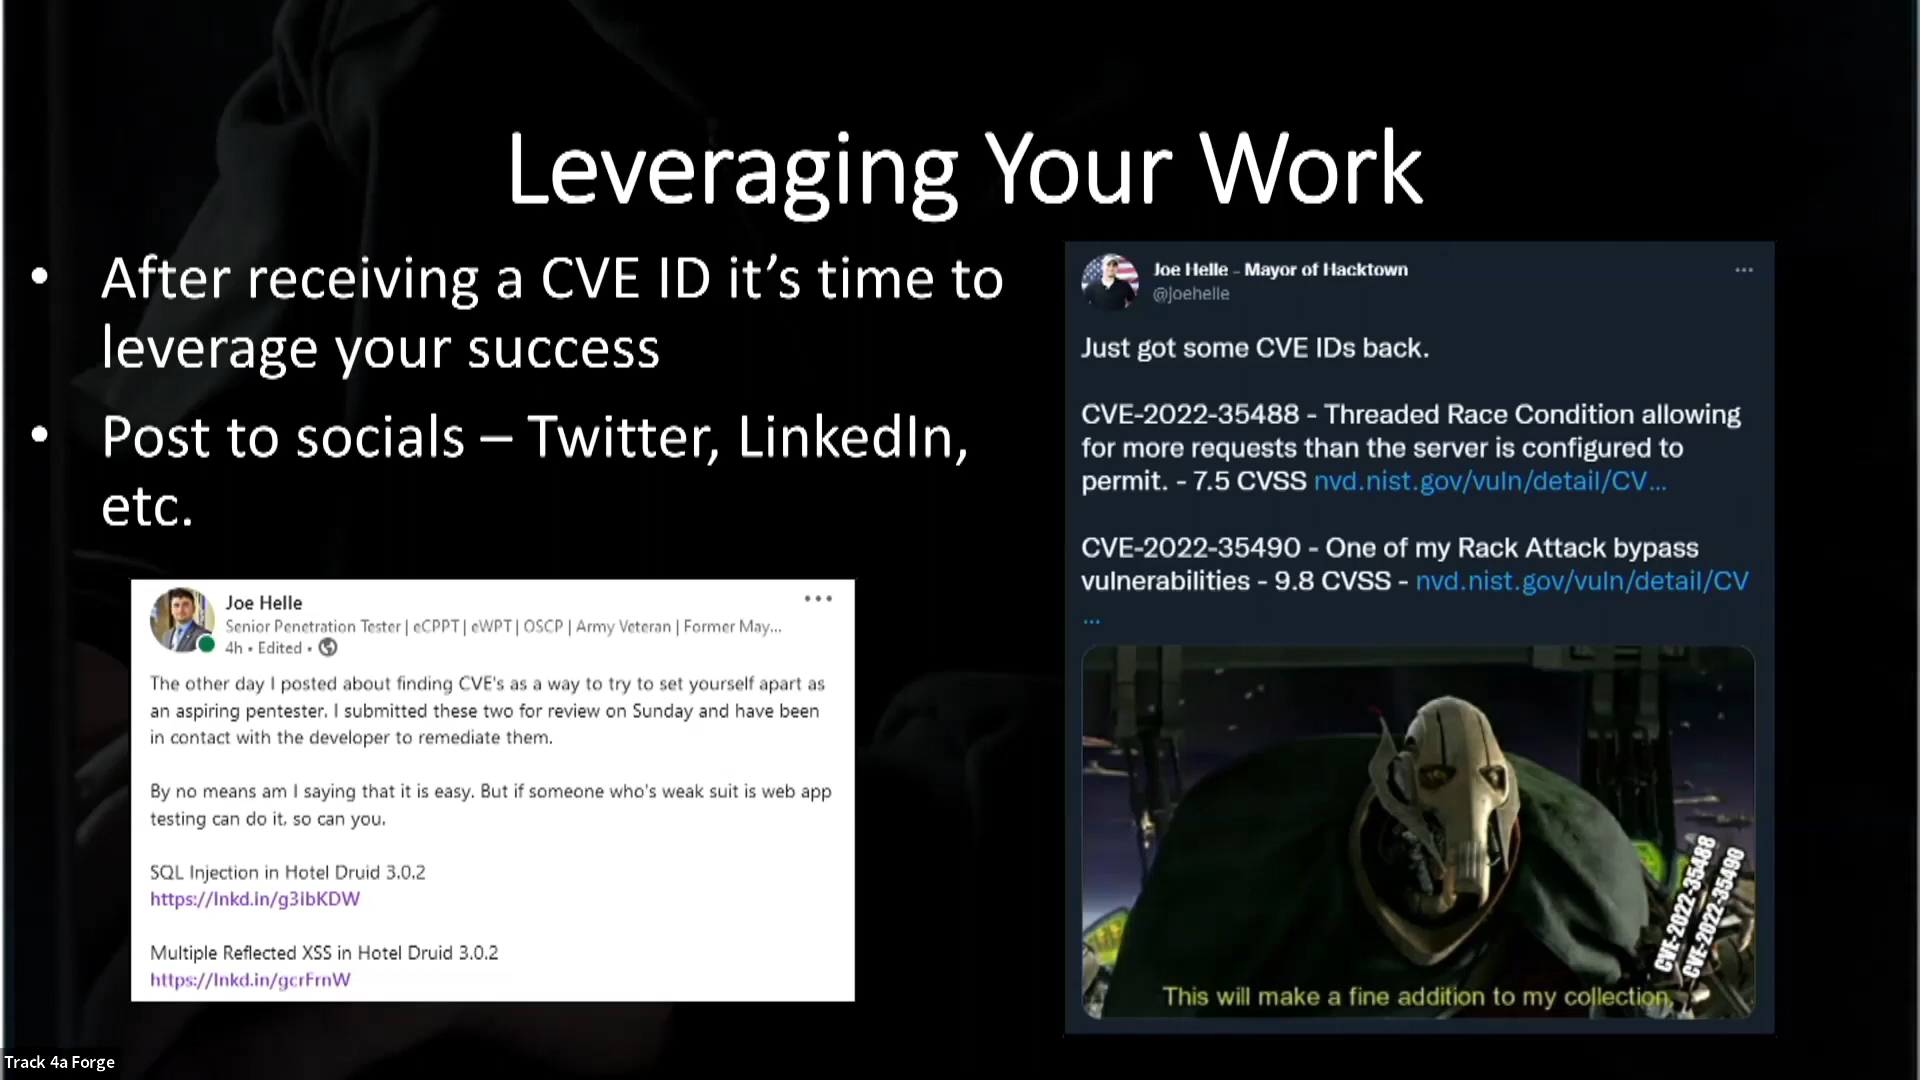 Leveraging Your Work
• After receiving a CVE ID it’s time to
leverage your success
• Post to socials – Twitter, LinkedIn,
etc.
Joe Helle
Senior Penetration Tester | eCPPT | eWPT | OSCP | Army Veteran | Former May...
4h • Edited •
The other day I posted about finding CVE's as a way to try to set yourself apart as
an aspiring pentester. I submitted these two for review on Sunday and have been
in contact with the developer to remediate them.
By no means am I saying that it is easy. But if someone who's weak suit is web app
testing can do it, so can you.
SQL Injection in Hotel Druid 3.0.2
https://lnkd.in/g3ibKDW
Multiple Reflected XSS in Hotel Druid 3.0.2
https://lnkd.in/gcrFrnW
Joe Helle - Mayor of Hacktown
@joehelle
Just got some CVE IDs back.
CVE-2022-35488 - Threaded Race Condition allowing
for more requests than the server is configured to
permit. - 7.5 CVSS nvd.nist.gov/vuln/detail/CV...
CVE-2022-35490 - One of my Rack Attack bypass
vulnerabilities - 9.8 CVSS - nvd.nist.gov/vuln/detail/CV
...
CVE-2022-35488
CVE-2022-35490
This will make a fine addition to my collection.
Track 4a Forge